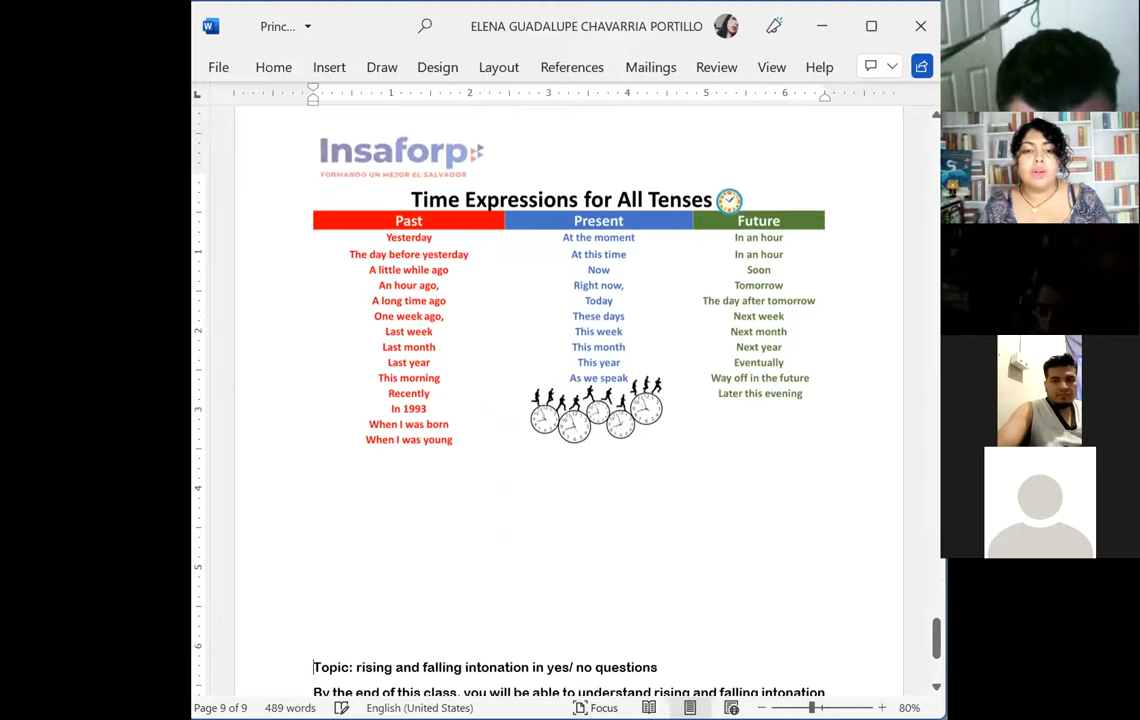 Princ... ELENA GUADALUPE CHAVARRIA PORTILLO
File Home Insert Draw Design Layout References Mailings Review View Help
1 2 3 4 5 6
Insaforp
FORMANDO UN MEJOR EL SALVADOR
Time Expressions for All Tenses
Past Present Future
Yesterday At the moment In an hour
The day before yesterday At this time In an hour
A little while ago Now Soon
An hour ago, Right now, Tomorrow
A long time ago Today The day after tomorrow
One week ago, These days Next week
Last week This week Next month
Last month This month Next year
Last year This year Eventually
This morning As we speak Way off in the future
Recently Later this evening
In 1993
When I was born
When I was young
Topic: rising and falling intonation in yes/ no questions
By the end of this class, you will be able to understand rising and falling intonation
Page 9 of 9 489 words English (United States) Focus 80%